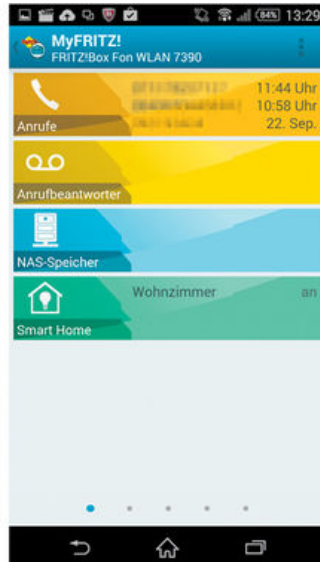 64% 13:29
MyFRITZ!
FRITZ!Box Fon WLAN 7390
11:44 Uhr
10:58 Uhr
Anrufe 22. Sep.
Anrufbeantworter
NAS-Speicher
Wohnzimmer an
Smart Home